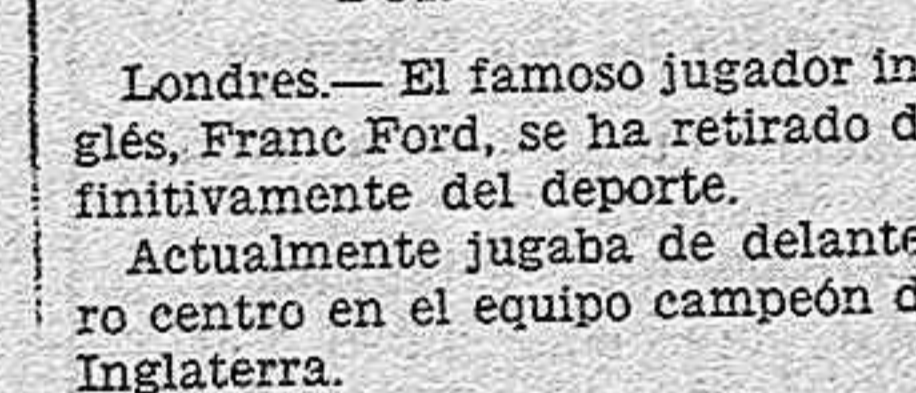 Londres.— El famoso jugador in
glés, Franc Ford, se ha retirado d
finitivamente del deporte.
Actualmente jugaba de delante
ro centro en el equipo campeón d
Inglaterra.